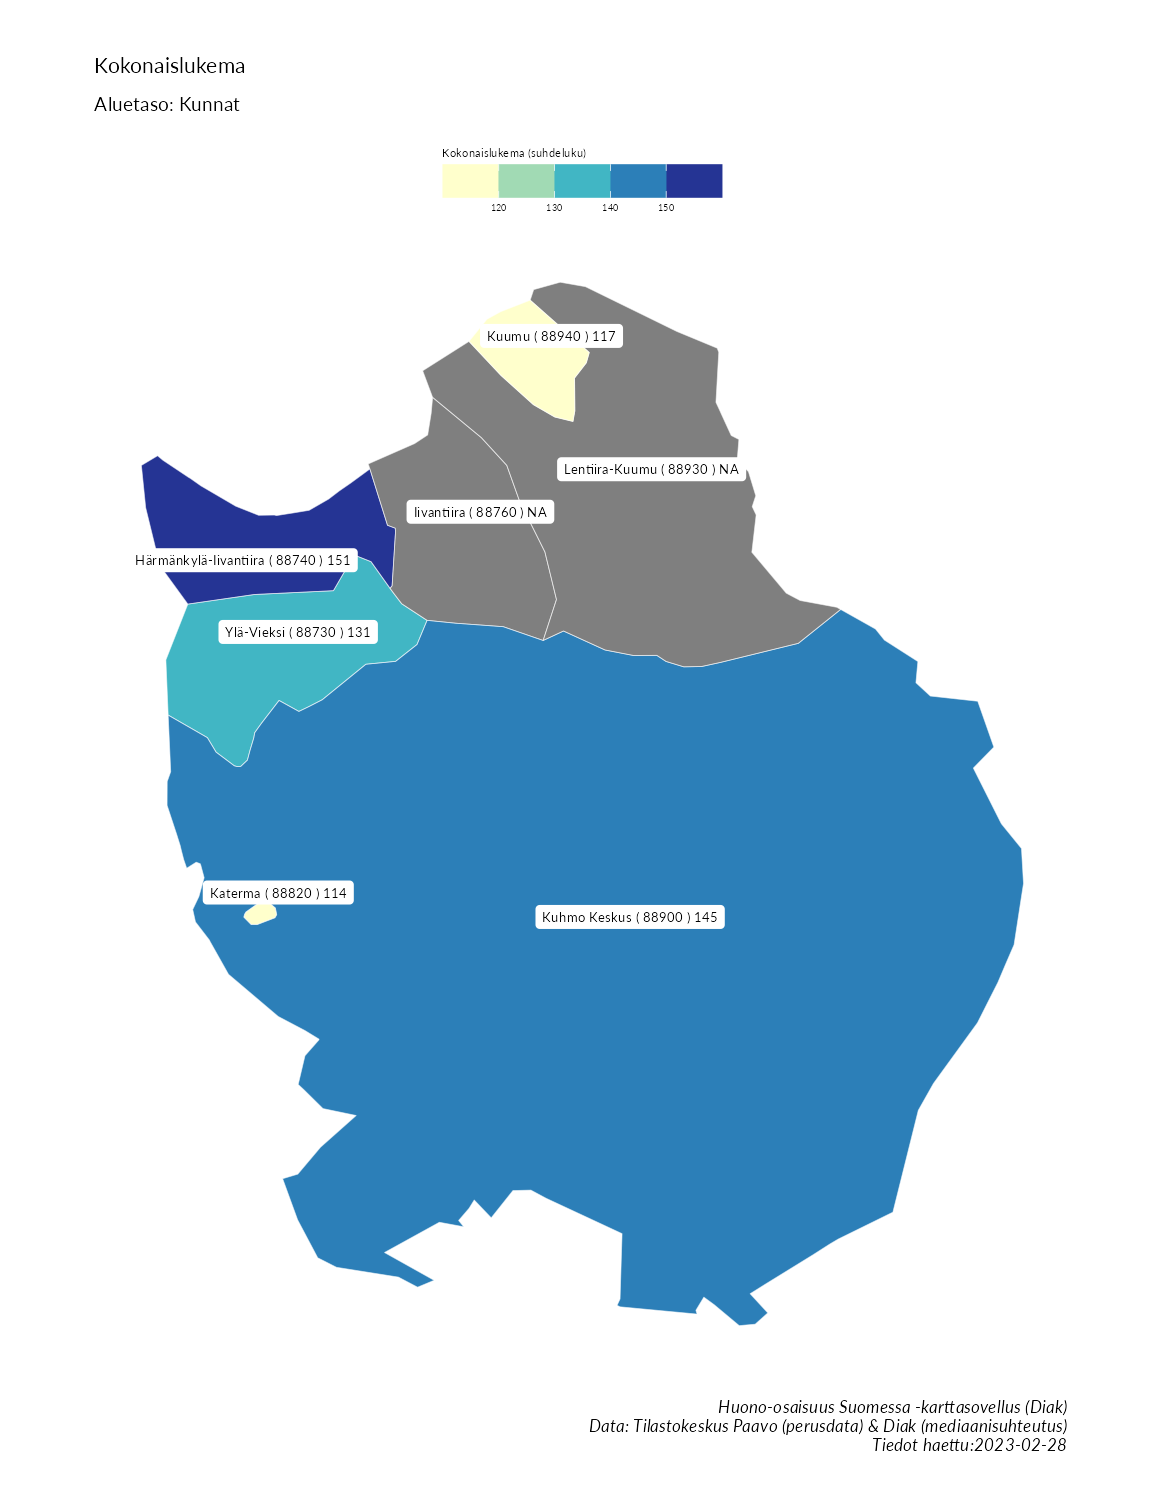 Kokonaislukema
Aluetaso: Kunnat
Kokonaislukema (suhdeluku)
120 130 140 150
Kuumu ( 88940 ) 117
Lentiira-Kuumu ( 88930 ) NA
Iivantiira ( 88760 ) NA
Härmänkylä-Iivantiira ( 88740 ) 151
Ylä-Vieksi ( 88730 ) 131
Katerma ( 88820 ) 114
Kuhmo Keskus ( 88900 ) 145
Huono-osaisuus Suomessa -karttasovellus (Diak)
Data: Tilastokeskus Paavo (perusdata) & Diak (mediaanisuhteutus)
Tiedot haettu:2023-02-28